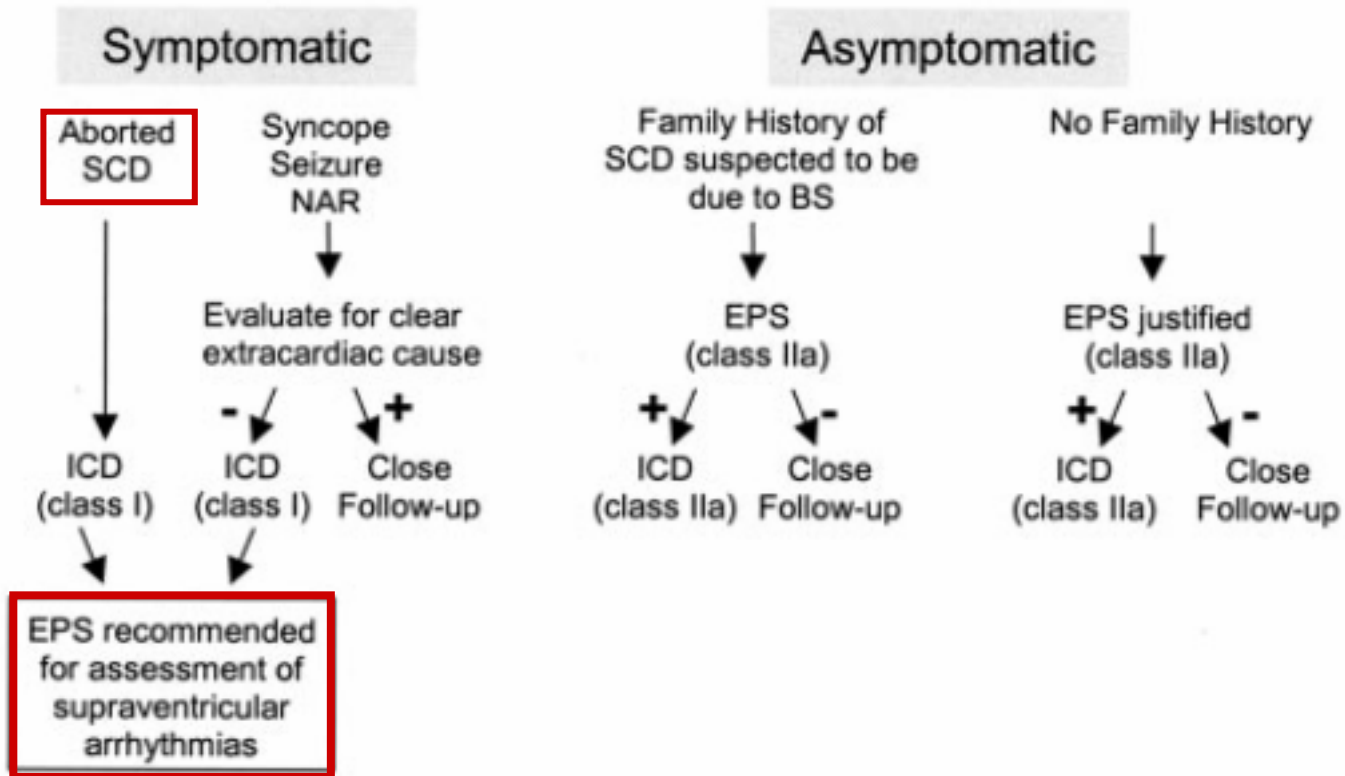 Symptomatic
Asymptomatic
Aborted
SCD
Syncope
Seizure
NAR
Family History of
SCD suspected to be
due to BS
No Family History
Evaluate for clear
extracardiac cause
EPS
(class IIa)
EPS justified
(class IIa)
-
+
+
-
+
-
ICD
(class I)
ICD
(class I)
Close
Follow-up
ICD
(class IIa)
Close
Follow-up
ICD
(class IIa)
Close
Follow-up
EPS recommended
for assessment of
supraventricular
arrhythmias